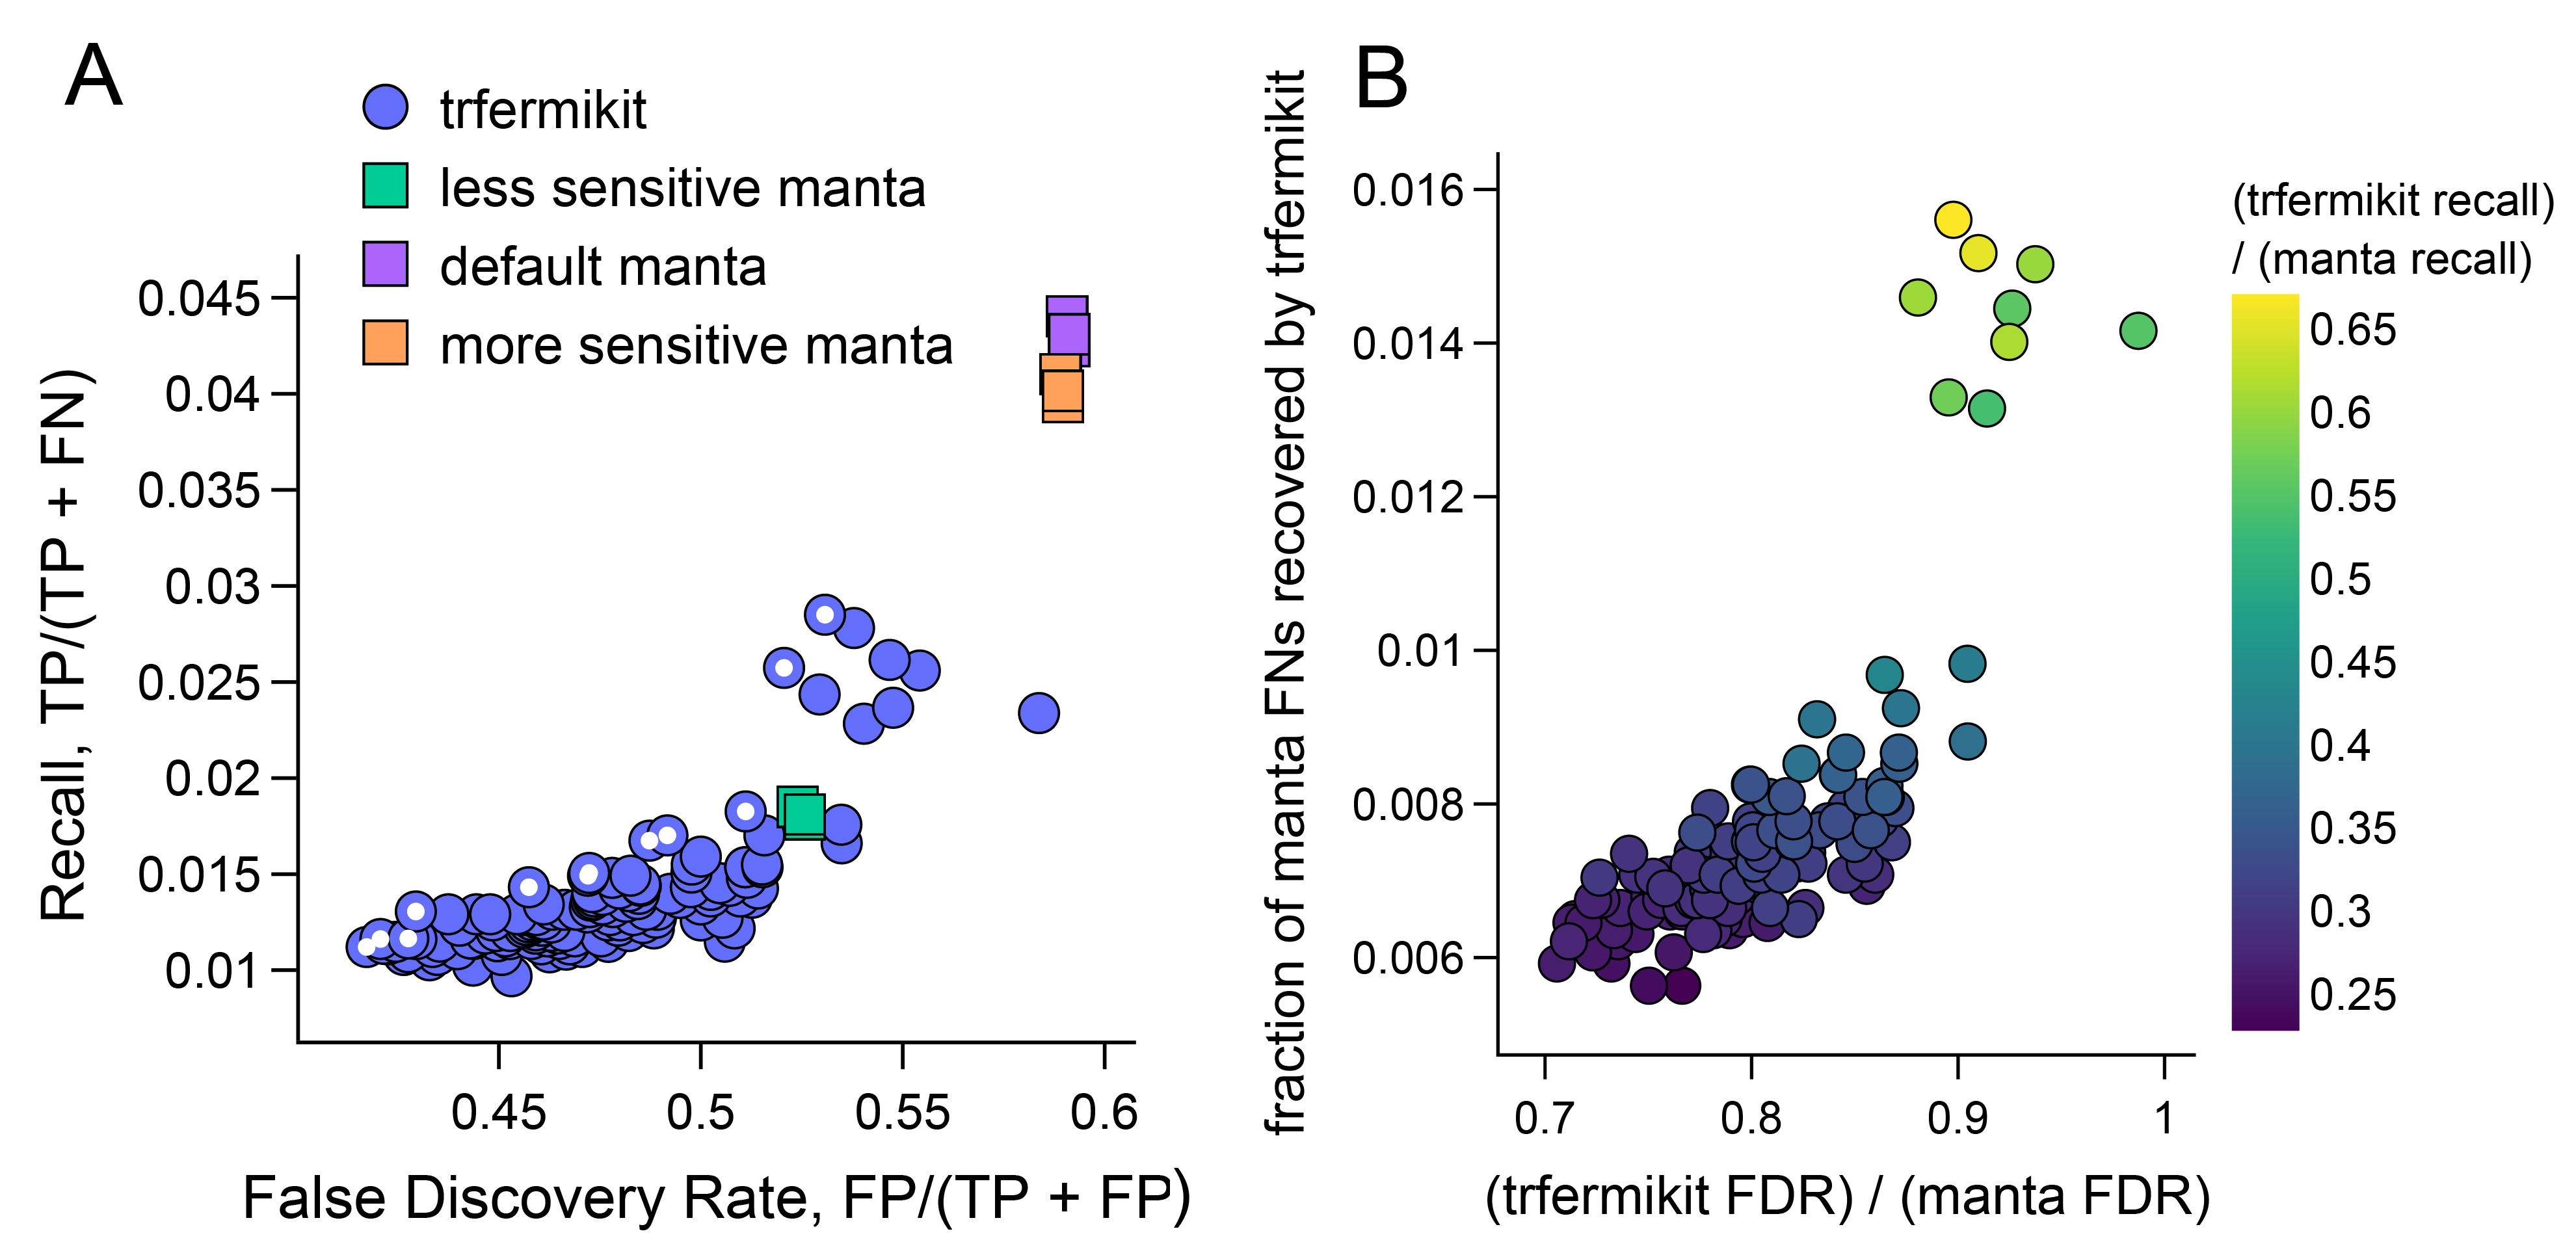 A
trfermikit
less sensitive manta
default manta
more sensitive manta
Recall, TP/(TP + FN)
0.045
0.04
0.035
0.03
0.025
0.02
0.015
0.01
0.45
0.5
0.55
0.6
False Discovery Rate, FP/(TP + FP)
B
fraction of manta FNs recovered by trfermikit
0.016
0.014
0.012
0.01
0.008
0.006
0.7
0.8
0.9
1
(trfermikit FDR) / (manta FDR)
(trfermikit recall)
/ (manta recall)
0.65
0.6
0.55
0.5
0.45
0.4
0.35
0.3
0.25